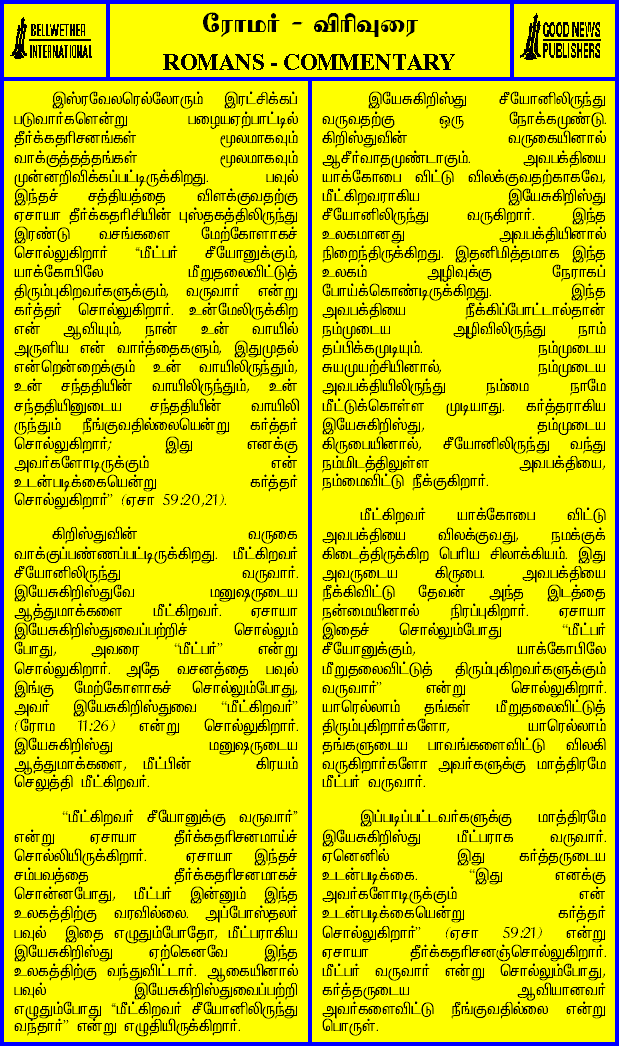 BELLWETHER
INTERNATIONAL
ரோமர் - விரிவுரை
ROMANS - COMMENTARY
GOOD NEWS
PUBLISHERS
இஸ்ரவேலரெல்லோரும் இரட்சிக்கப்
படுவார்களென்று பழையஏற்பாட்டில்
தீர்க்கதரிசனங்கள் மூலமாகவும்
வாக்குத்தத்தங்கள் மூலமாகவும்
முன்னறிவிக்கப்பட்டிருக்கிறது. பவுல்
இந்தச் சத்தியத்தை விளக்குவதற்கு
ஏசாயா தீர்க்கதரிசியின் புஸ்தகத்திலிருந்து
இரண்டு வசங்களை மேற்கோளாகச்
சொல்லுகிறார் “மீட்பர் சீயோனுக்கும்,
யாக்கோபிலே மீறுதலைவிட்டுத்
திரும்புகிறவர்களுக்கும், வருவார் என்று
கர்த்தர் சொல்லுகிறார். உன்மேலிருக்கிற
என் ஆவியும், நான் உன் வாயில்
அருளிய என் வார்த்தைகளும், இதுமுதல்
என்றென்றைக்கும் உன் வாயிலிருந்தும்,
உன் சந்ததியின் வாயிலிருந்தும், உன்
சந்ததியினுடைய சந்ததியின் வாயிலி
ருந்தும் நீங்குவதில்லையென்று கர்த்தர்
சொல்லுகிறார்; இது எனக்கு
அவர்களோடிருக்கும் என்
உடன்படிக்கையென்று கர்த்தர்
சொல்லுகிறார்” (ஏசா 59:20,21).
கிறிஸ்துவின் வருகை
வாக்குப்பண்ணப்பட்டிருக்கிறது. மீட்கிறவர்
சீயோனிலிருந்து வருவார்.
இயேசுகிறிஸ்துவே மனுஷருடைய
ஆத்துமாக்களை மீட்கிறவர். ஏசாயா
இயேசுகிறிஸ்துவைப்பற்றிச் சொல்லும்
போது, அவரை “மீட்பர்” என்று
சொல்லுகிறார். அதே வசனத்தை பவுல்
இங்கு மேற்கோளாகச் சொல்லும்போது,
அவர் இயேசுகிறிஸ்துவை “மீட்கிறவர்”
(ரோம 11:26) என்று சொல்லுகிறார்.
இயேசுகிறிஸ்து மனுஷருடைய
ஆத்துமாக்களை, மீட்பின் கிரயம்
செலுத்தி மீட்கிறவர்.
“மீட்கிறவர் சீயோனுக்கு வருவார்”
என்று ஏசாயா தீர்க்கதரிசனமாய்ச்
சொல்லியிருக்கிறார். ஏசாயா இந்தச்
சம்பவத்தை தீர்க்கதரிசனமாகச்
சொன்னபோது, மீட்பர் இன்னும் இந்த
உலகத்திற்கு வரவில்லை. அப்போஸ்தலர்
பவுல் இதை எழுதும்போதோ, மீட்பராகிய
இயேசுகிறிஸ்து ஏற்கெனவே இந்த
உலகத்திற்கு வந்துவிட்டார். ஆகையினால்
பவுல் இயேசுகிறிஸ்துவைப்பற்றி
எழுதும்போது “மீட்கிறவர் சீயோனிலிருந்து
வந்தார்” என்று எழுதியிருக்கிறார்.
இயேசுகிறிஸ்து சீயோனிலிருந்து
வருவதற்கு ஒரு நோக்கமுண்டு.
கிறிஸ்துவின் வருகையினால்
ஆசீர்வாதமுண்டாகும். அவபக்தியை
யாக்கோபை விட்டு விலக்குவதற்காகவே,
மீட்கிறவராகிய இயேசுகிறிஸ்து
சீயோனிலிருந்து வருகிறார். இந்த
உலகமானது அவபக்தியினால்
நிறைந்திருக்கிறது. இதனிமித்தமாக இந்த
உலகம் அழிவுக்கு நேராகப்
போய்க்கொண்டிருக்கிறது. இந்த
அவபக்தியை நீக்கிப்போட்டால்தான்
நம்முடைய அழிவிலிருந்து நாம்
தப்பிக்கமுடியும். நம்முடைய
சுயமுயற்சியினால், நம்முடைய
அவபக்தியிலிருந்து நம்மை நாமே
மீட்டுக்கொள்ள முடியாது. கர்த்தராகிய
இயேசுகிறிஸ்து, தம்முடைய
கிருபையினால், சீயோனிலிருந்து வந்து
நம்மிடத்திலுள்ள அவபக்தியை,
நம்மைவிட்டு நீக்குகிறார்.
மீட்கிறவர் யாக்கோபை விட்டு
அவபக்தியை விலக்குவது, நமக்குக்
கிடைத்திருக்கிற பெரிய சிலாக்கியம். இது
அவருடைய கிருபை. அவபக்தியை
நீக்கிவிட்டு தேவன் அந்த இடத்தை
நன்மையினால் நிரப்புகிறார். ஏசாயா
இதைச் சொல்லும்போது “மீட்பர்
சீயோனுக்கும், யாக்கோபிலே
மீறுதலைவிட்டுத் திரும்புகிறவர்களுக்கும்
வருவார்” என்று சொல்லுகிறார்.
யாரெல்லாம் தங்கள் மீறுதலைவிட்டுத்
திரும்புகிறார்களோ, யாரெல்லாம்
தங்களுடைய பாவங்களைவிட்டு விலகி
வருகிறார்களோ அவர்களுக்கு மாத்திரமே
மீட்பர் வருவார்.
இப்படிப்பட்டவர்களுக்கு மாத்திரமே
இயேசுகிறிஸ்து மீட்பராக வருவார்.
ஏனெனில் இது கர்த்தருடைய
உடன்படிக்கை. “இது எனக்கு
அவர்களோடிருக்கும் என்
உடன்படிக்கையென்று கர்த்தர்
சொல்லுகிறார்” (ஏசா 59:21) என்று
ஏசாயா தீர்க்கதரிசனஞ்சொல்லுகிறார்.
மீட்பர் வருவார் என்று சொல்லும்போது,
கர்த்தருடைய ஆவியானவர்
அவர்களைவிட்டு நீங்குவதில்லை என்று
பொருள்.